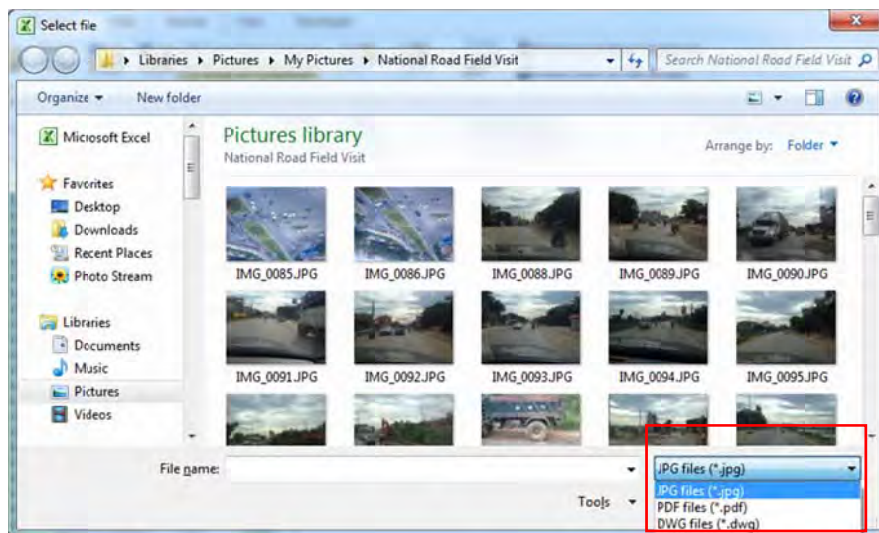 Select file
Libraries ▸ Pictures ▸ My Pictures ▸ National Road Field Visit
Search National Road Field Visit
Organize New folder
Microsoft Excel
Favorites
Desktop
Downloads
Recent Places
Photo Stream
Libraries
Documents
Music
Pictures
Videos
Pictures library
National Road Field Visit
Arrange by: Folder
IMG_0085.JPG IMG_0086.JPG IMG_0088.JPG IMG_0089.JPG IMG_0090.JPG
IMG_0091.JPG IMG_0092.JPG IMG_0093.JPG IMG_0094.JPG IMG_0095.JPG
File name:
JPG files (*.jpg)
Tools
JPG files (*.jpg)
PDF files (*.pdf)
DWG files (*.dwg)